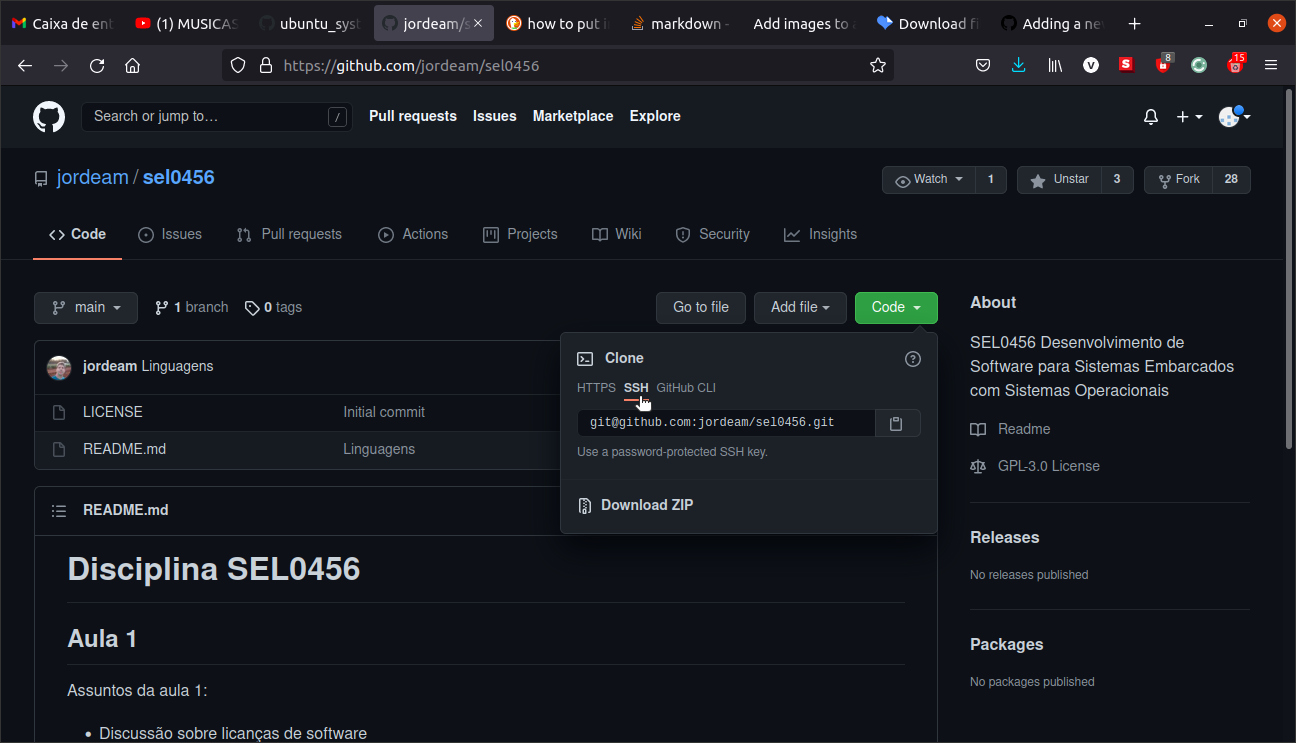 Caixa de en
(1) MUSICAS
ubuntu_syst
jordeam/s
how to put i
markdown -
Add images to a
Download fi
Adding a ne
https://github.com/jordeam/sel0456
V
S
8
15
Search or jump to…
/
Pull requests
Issues
Marketplace
Explore
jordeam / sel0456
Watch
1
Unstar
3
Fork
28
Code
Issues
Pull requests
Actions
Projects
Wiki
Security
Insights
main
1 branch
0 tags
Go to file
Add file
Code
jordeam Linguagens
LICENSE
Initial commit
README.md
Linguagens
Clone
HTTPS
SSH
GitHub CLI
git@github.com:jordeam/sel0456.git
Use a password-protected SSH key.
Download ZIP
README.md
Disciplina SEL0456
Aula 1
Assuntos da aula 1:
• Discussão sobre licanças de software
About
SEL0456 Desenvolvimento de
Software para Sistemas Embarcados
com Sistemas Operacionais
Readme
GPL-3.0 License
Releases
No releases published
Packages
No packages published